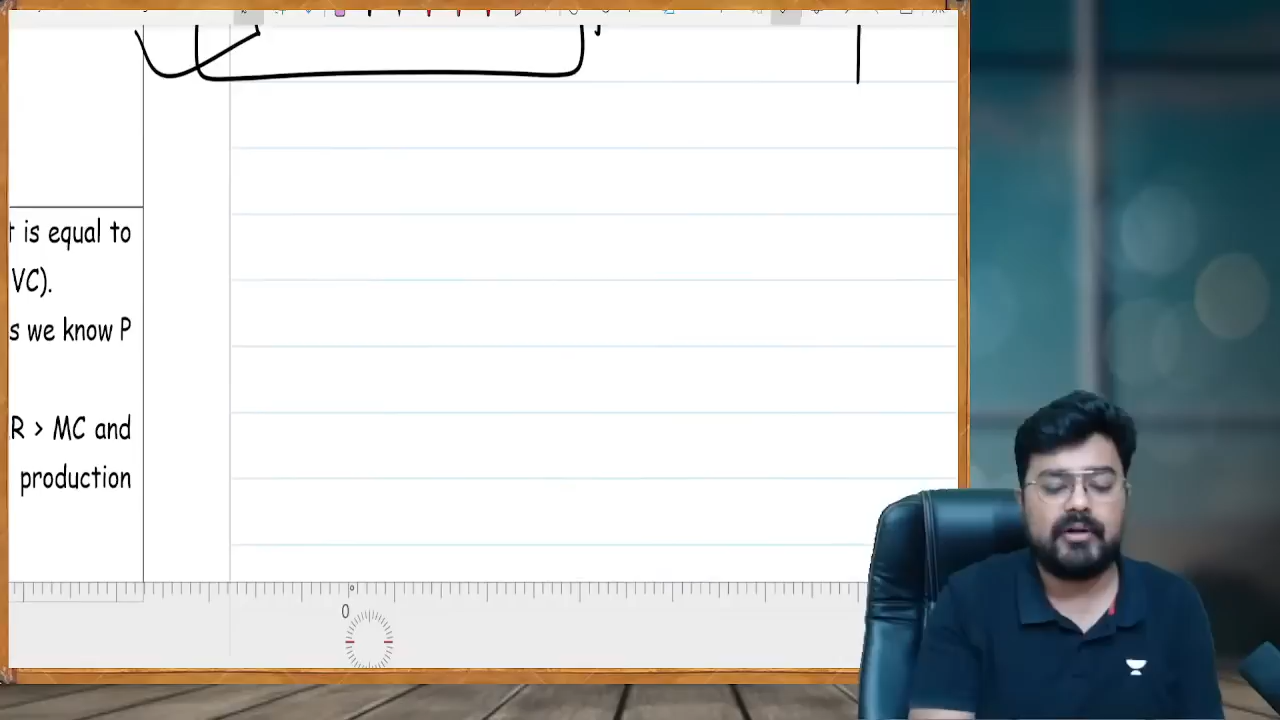 is equal to
VC).
s we know P
R > MC and
production
0